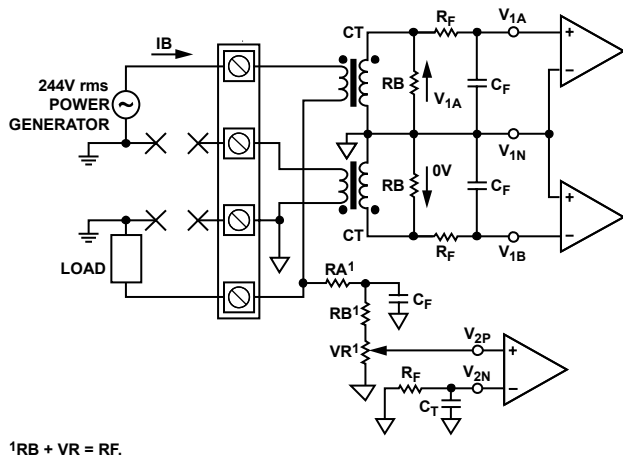 IB
244V rms
POWER
GENERATOR
~
LOAD
CT
RB
V1A
RF
CF
V1A
+
−
V1N
RB
0V
CF
CT
RF
V1B
+
−
RA¹
RB¹
CF
VR¹
V2P
+
RF
V2N
−
CT
¹RB + VR = RF.